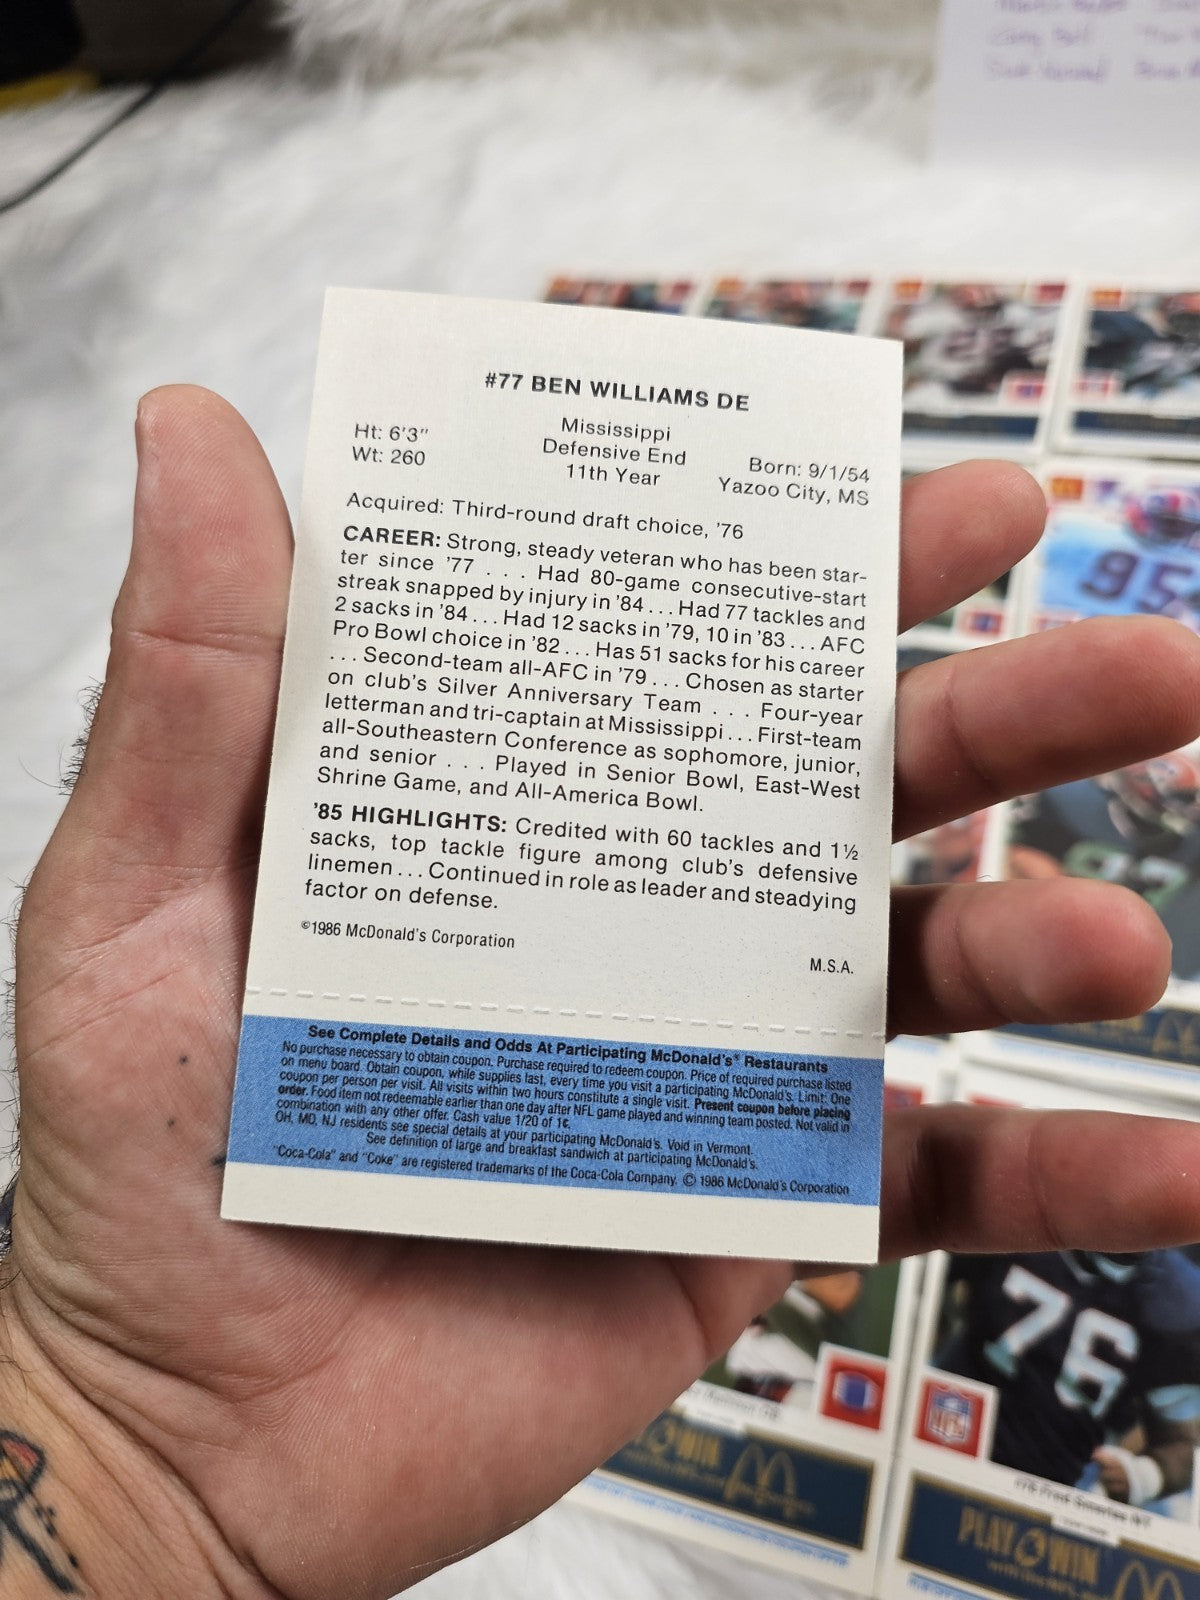 #77 BEN WILLIAMS DE
Mississippi
Ht: 6'3"
Defensive End
Born: 9/1/54
Wt: 260
11th Year
Yazoo City, MS
Acquired: Third-round draft choice, '76
CAREER: Strong, steady veteran who has been star-
ter since '77 . . . Had 80-game consecutive-start
streak snapped by injury in '84 . . . Had 77 tackles and
2 sacks in '84 . . . Had 12 sacks in '79, 10 in '83 . . . AFC
Pro Bowl choice in '82 . . . Has 51 sacks for his career
. . . Second-team all-AFC in '79 . . . Chosen as starter
on club's Silver Anniversary Team . . . Four-year
letterman and tri-captain at Mississippi . . . First-team
all-Southeastern Conference as sophomore, junior,
and senior . . . Played in Senior Bowl, East-West
Shrine Game, and All-America Bowl.
'85 HIGHLIGHTS: Credited with 60 tackles and 1½
sacks, top tackle figure among club's defensive
linemen . . . Continued in role as leader and steadying
factor on defense.
©1986 McDonald's Corporation
M.S.A.
See Complete Details and Odds At Participating McDonald's® Restaurants
No purchase necessary to obtain coupon. Purchase required to redeem coupon. Price of required purchase listed
on menu board. Obtain coupon, while supplies last, every time you visit a participating McDonald's. Limit: One
coupon per person per visit. All visits within two hours constitute a single visit. Present coupon before placing
order. Food item not redeemable earlier than one day after NFL game played and winning team posted. Not valid in
combination with any other offer. Cash value 1/20 of 1¢.
OH, MO, NJ residents see special details at your participating McDonald's. Void in Vermont.
See definition of large and breakfast sandwich at participating McDonald's.
"Coca-Cola" and "Coke" are registered trademarks of the Coca-Cola Company. © 1986 McDonald's Corporation
95
76
NFL
PLAY WIN